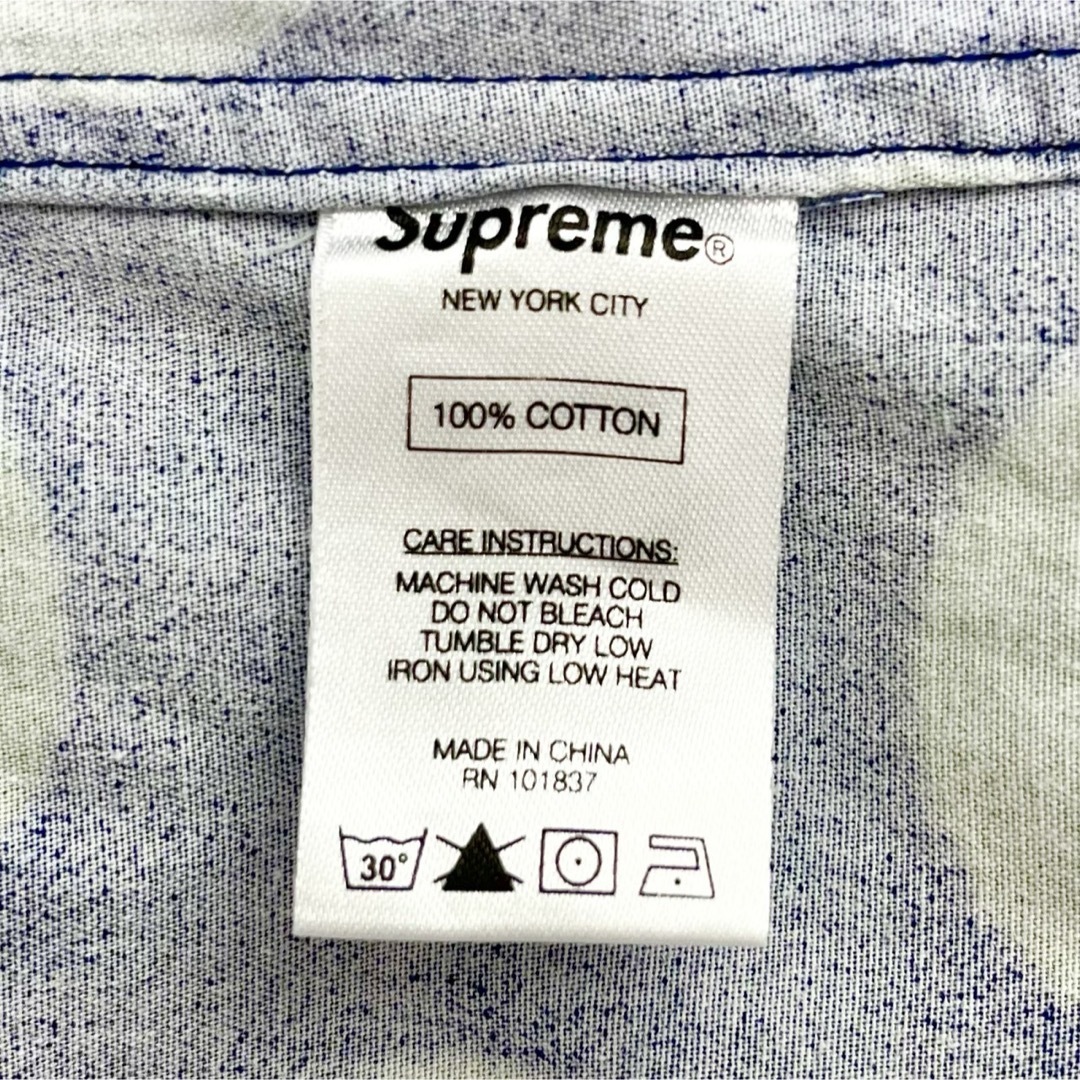 Supreme®
NEW YORK CITY
100% COTTON
CARE INSTRUCTIONS:
MACHINE WASH COLD
DO NOT BLEACH
TUMBLE DRY LOW
IRON USING LOW HEAT
MADE IN CHINA
RN 101837
30°